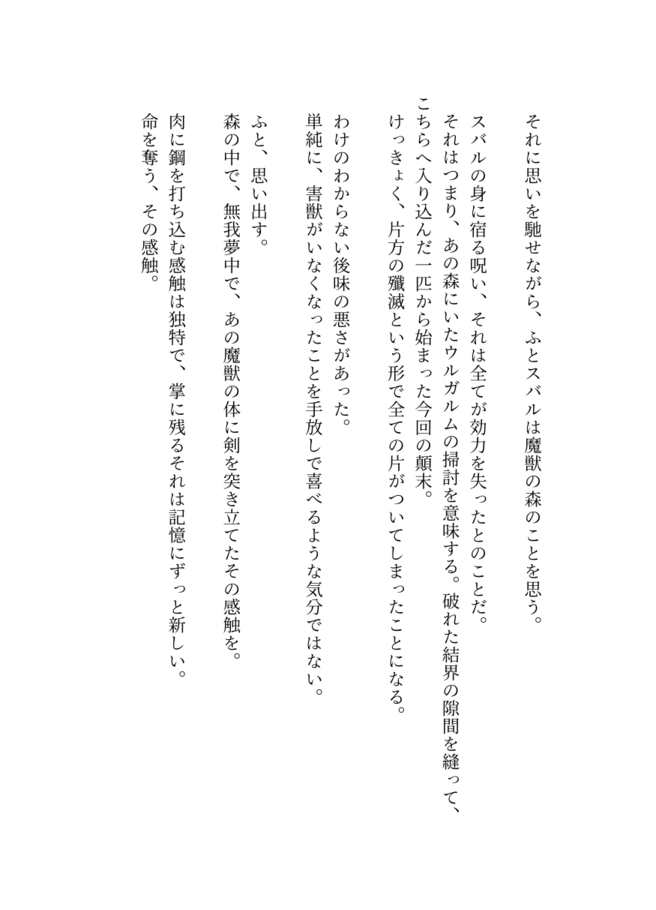 それに思いを馳せながら、ふとスバルは魔獣の森のことを思う。
スバルの身に宿る呪い、それは全てが効力を失ったとのことだ。
それはつまり、あの森にいたウルガルムの掃討を意味する。破れた結界の隙間を縫って、
こちらへ入り込んだ一匹から始まった今回の顛末。
けっきょく、片方の殲滅という形で全ての片がついてしまったことになる。
わけのわからない後味の悪さがあった。
単純に、害獣がいなくなったことを手放しで喜べるような気分ではない。
ふと、思い出す。
森の中で、無我夢中で、あの魔獣の体に剣を突き立てたその感触を。
肉に鋼を打ち込む感触は独特で、掌に残るそれは記憶にずっと新しい。
命を奪う、その感触。